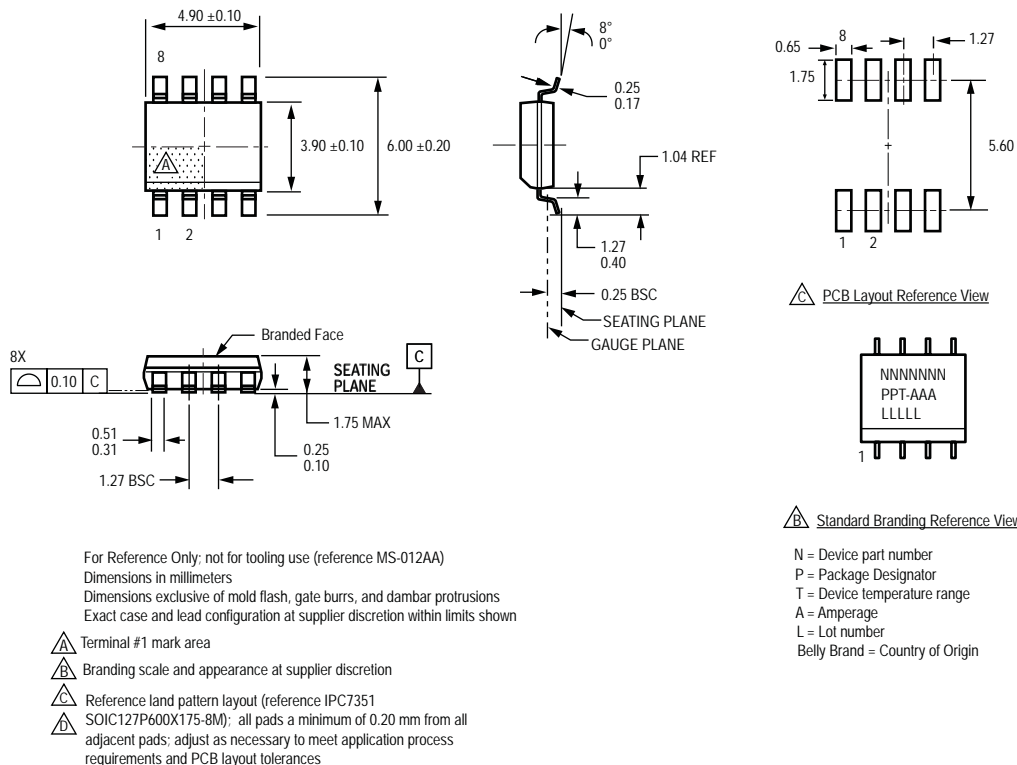 4.90 ±0.10
8
A
3.90 ±0.10
6.00 ±0.20
1 2
8°
0°
0.25
0.17
1.04 REF
1.27
0.40
0.25 BSC
SEATING PLANE
GAUGE PLANE
0.65
8
1.27
1.75
5.60
1 2
C PCB Layout Reference View
8X
0.10 C
Branded Face
SEATING
PLANE
C
1.75 MAX
0.51
0.31
0.25
0.10
1.27 BSC
NNNNNNN
PPT-AAA
LLLLL
1
B Standard Branding Reference View
N = Device part number
P = Package Designator
T = Device temperature range
A = Amperage
L = Lot number
Belly Brand = Country of Origin
For Reference Only; not for tooling use (reference MS-012AA)
Dimensions in millimeters
Dimensions exclusive of mold flash, gate burrs, and dambar protrusions
Exact case and lead configuration at supplier discretion within limits shown
A Terminal #1 mark area
B Branding scale and appearance at supplier discretion
C Reference land pattern layout (reference IPC7351
D SOIC127P600X175-8M); all pads a minimum of 0.20 mm from all
adjacent pads; adjust as necessary to meet application process
requirements and PCB layout tolerances